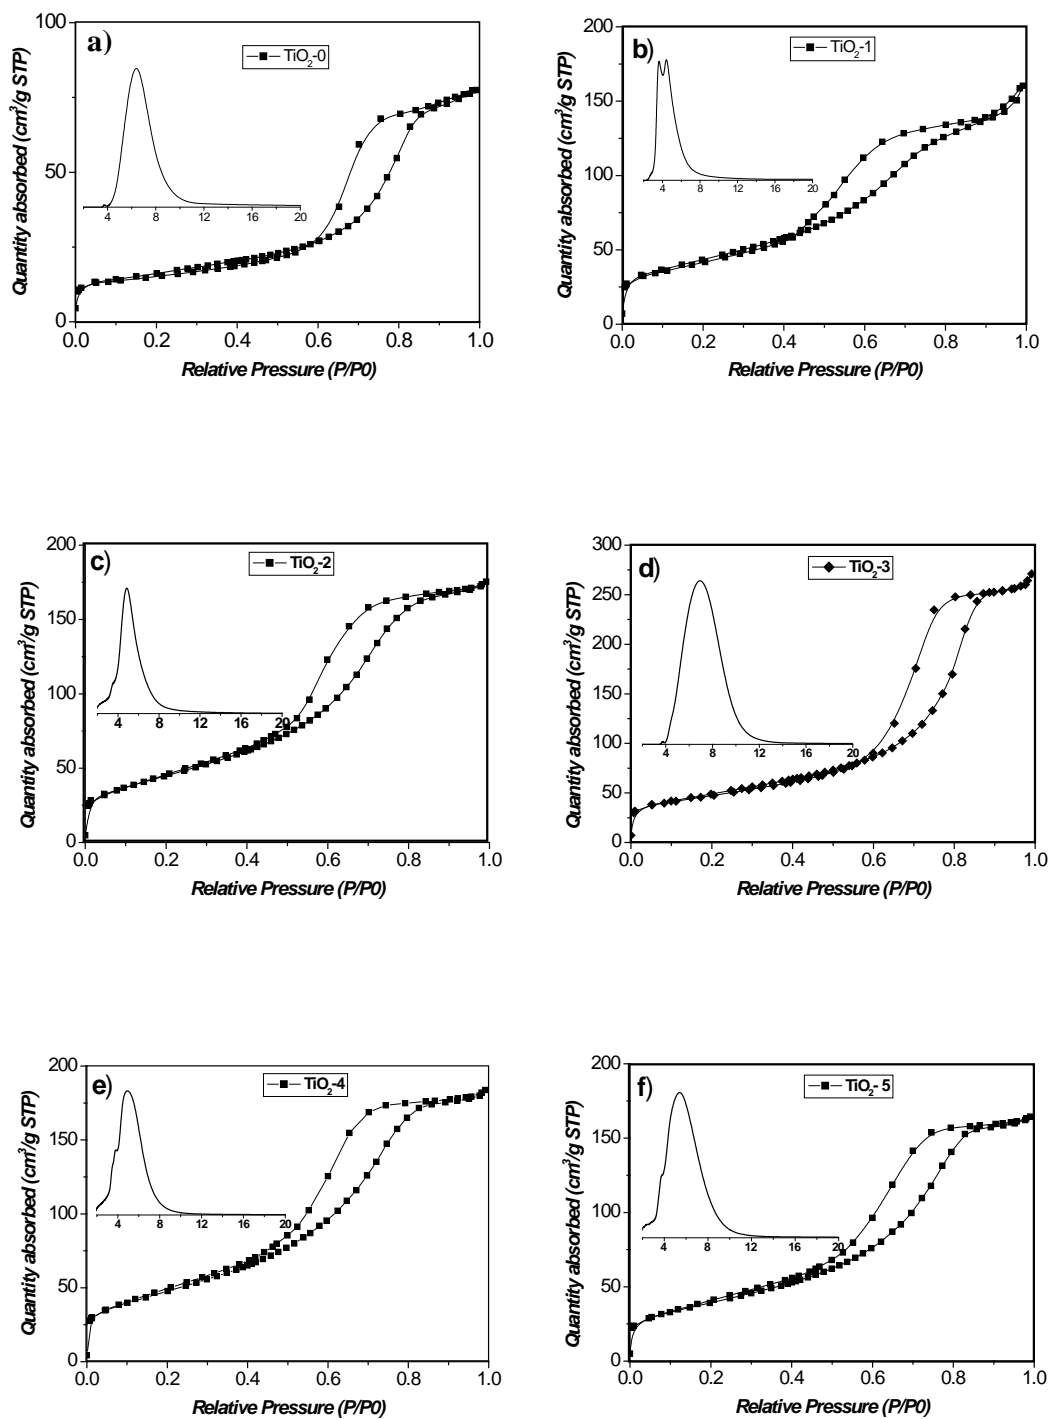 a)
TiO2-0
100
50
0
Quantity absorbed (cm3/g STP)
4 8 12 16 20
0.0 0.2 0.4 0.6 0.8 1.0
Relative Pressure (P/P0)
b)
TiO2-1
200
150
100
50
0
Quantity absorbed (cm3/g STP)
4 8 12 16 20
0.0 0.2 0.4 0.6 0.8 1.0
Relative Pressure (P/P0)
c)
TiO2-2
200
150
100
50
0
Quantity absorbed (cm3/g STP)
4 8 12 16 20
0.0 0.2 0.4 0.6 0.8 1.0
Relative Pressure (P/P0)
d)
TiO2-3
300
250
200
150
100
50
0
Quantity absorbed (cm3/g STP)
4 8 12 16 20
0.0 0.2 0.4 0.6 0.8 1.0
Relative Pressure (P/P0)
e)
TiO2-4
200
150
100
50
0
Quantity absorbed (cm3/g STP)
4 8 12 16 20
0.0 0.2 0.4 0.6 0.8 1.0
Relative Pressure (P/P0)
f)
TiO2- 5
200
150
100
50
0
Quantity absorbed (cm3/g STP)
4 8 12 16 20
0.0 0.2 0.4 0.6 0.8 1.0
Relative Pressure (P/P0)